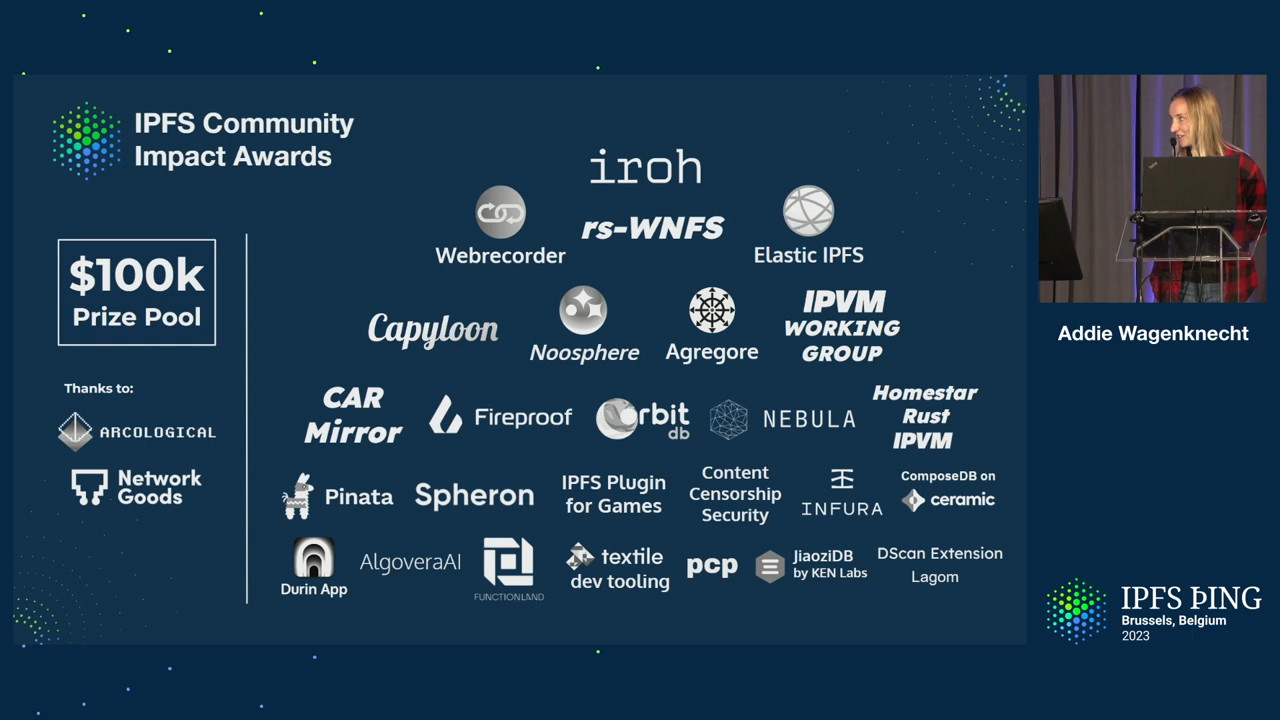 IPFS Community
Impact Awards
$100k
Prize Pool
Thanks to:
ARCOLOGICAL
Network
Goods
iroh
Webrecorder
rs-WNFS
Elastic IPFS
Capyloon
Noosphere
Agregore
IPVM
WORKING
GROUP
CAR
Mirror
Fireproof
Orbit
db
NEBULA
Homestar
Rust
IPVM
Pinata
Spheron
IPFS Plugin
for Games
Content
Censorship
Security
INFURA
ComposeDB on
ceramic
Durin App
AlgoveraAI
FUNCTIONLAND
textile
dev tooling
pcp
JiaoziDB
by KEN Labs
DScan Extension
Lagom
Addie Wagenknecht
IPFS ÞING
Brussels, Belgium
2023